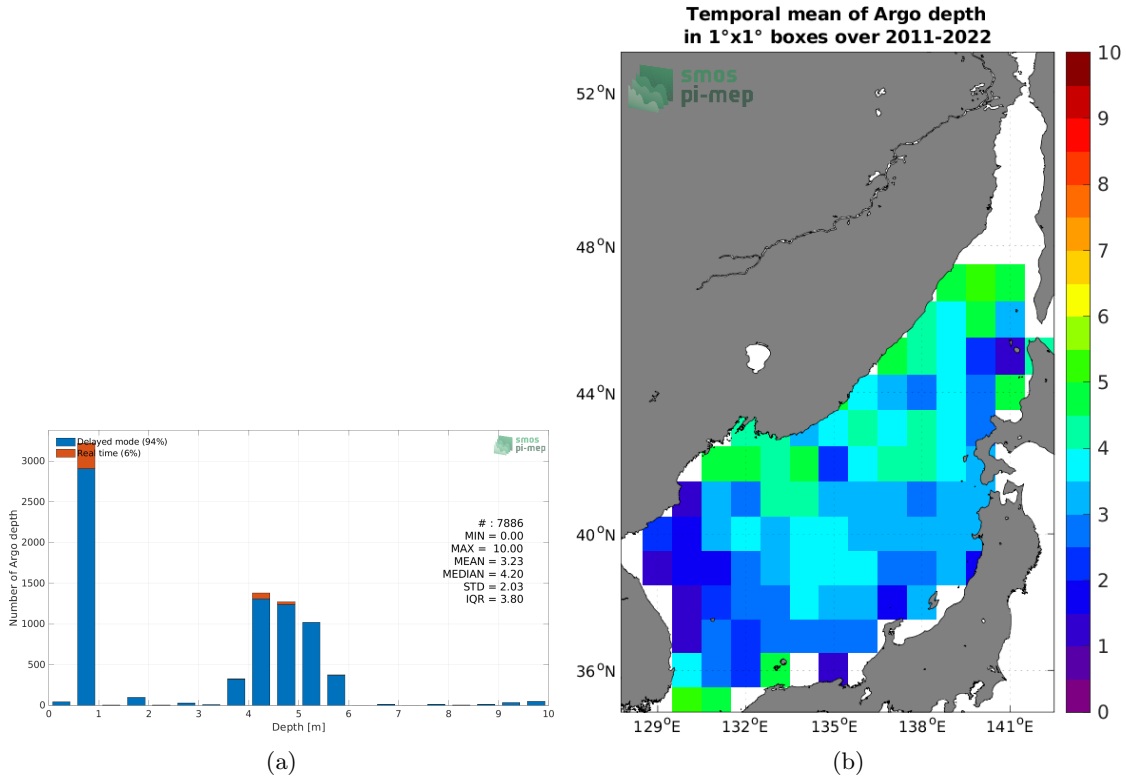 Delayed mode (94%)
Real time (6%)
smos
pi-mep
# : 7886
MIN = 0.00
MAX = 10.00
MEAN = 3.23
MEDIAN = 4.20
STD = 2.03
IQR = 3.80
Number of Argo depth
3000
2500
2000
1500
1000
500
0
0 1 2 3 4 5 6 7 8 9 10
Depth [m]
(a)
Temporal mean of Argo depth
in 1°x1° boxes over 2011-2022
smos
pi-mep
52°N
48°N
44°N
40°N
36°N
129°E 132°E 135°E 138°E 141°E
10
9
8
7
6
5
4
3
2
1
0
(b)